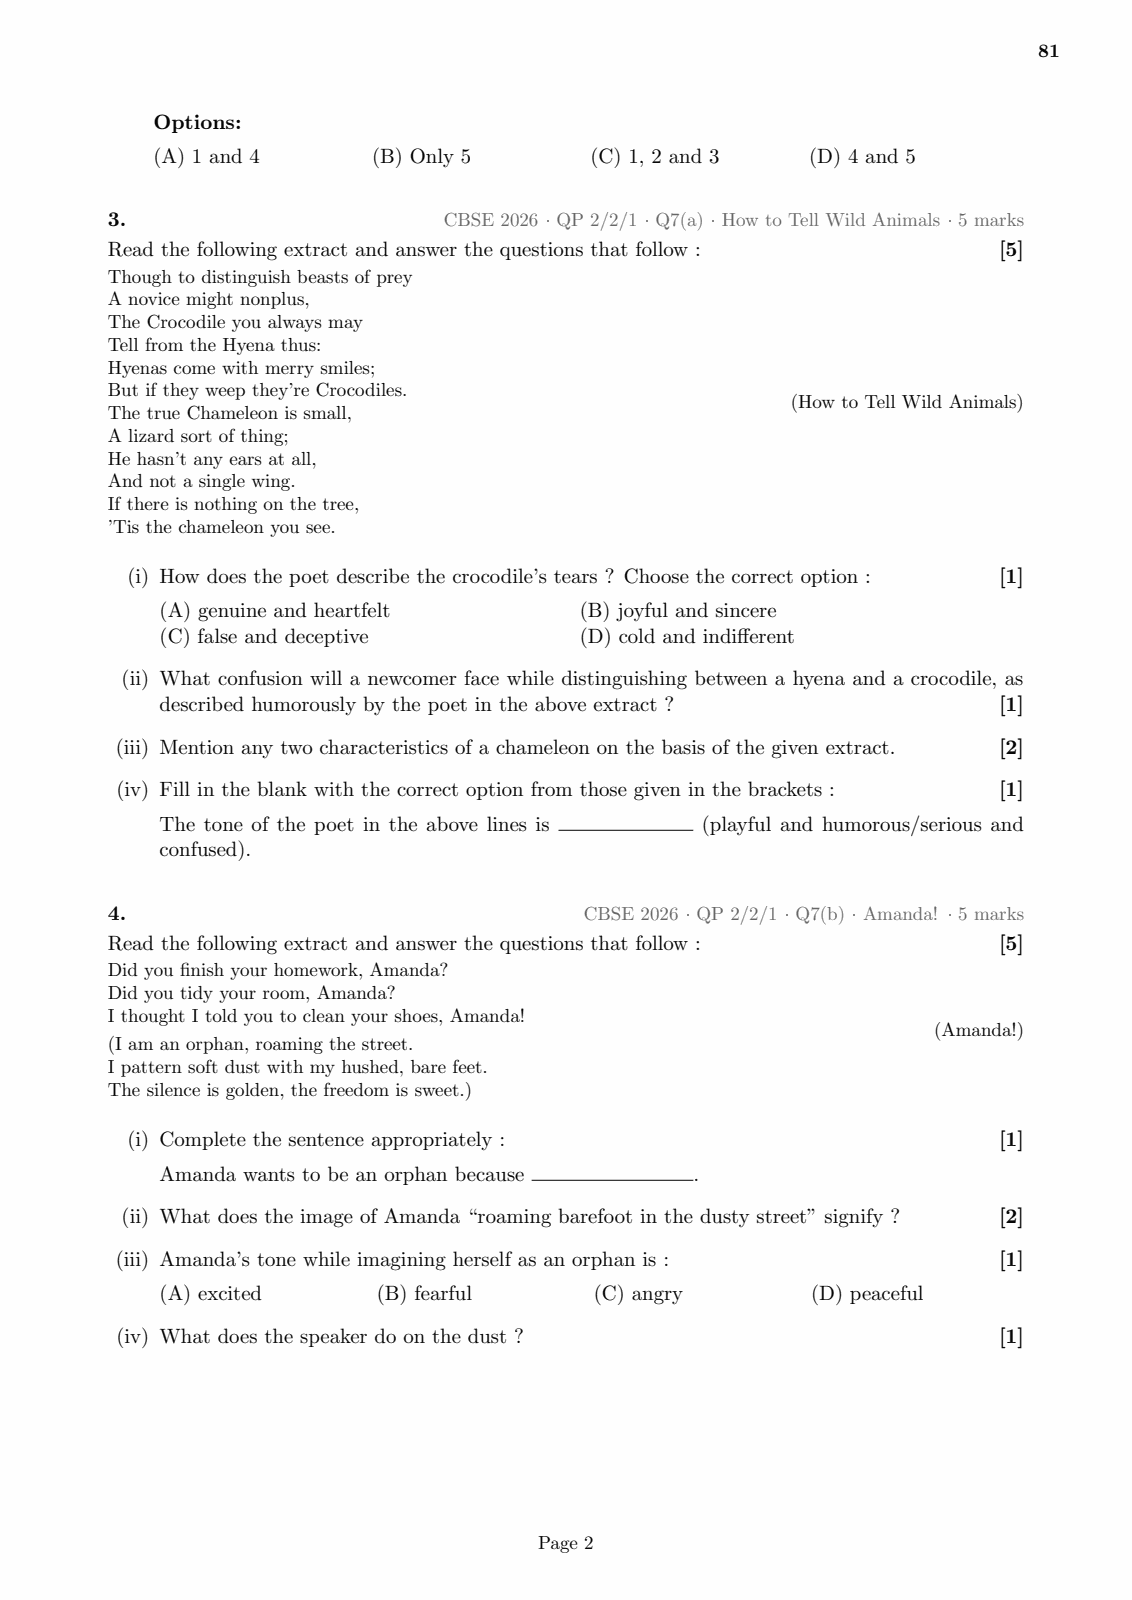 81
Options:
(A) 1 and 4 (B) Only 5 (C) 1, 2 and 3 (D) 4 and 5
3. CBSE 2026 · QP 2/2/1 · Q7(a) · How to Tell Wild Animals · 5 marks
Read the following extract and answer the questions that follow : [5]
Though to distinguish beasts of prey
A novice might nonplus,
The Crocodile you always may
Tell from the Hyena thus:
Hyenas come with merry smiles;
But if they weep they're Crocodiles.
(How to Tell Wild Animals)
The true Chameleon is small,
A lizard sort of thing;
He hasn't any ears at all,
And not a single wing.
If there is nothing on the tree,
'Tis the chameleon you see.
(i) How does the poet describe the crocodile's tears ? Choose the correct option : [1]
(A) genuine and heartfelt (B) joyful and sincere
(C) false and deceptive (D) cold and indifferent
(ii) What confusion will a newcomer face while distinguishing between a hyena and a crocodile, as
described humorously by the poet in the above extract ? [1]
(iii) Mention any two characteristics of a chameleon on the basis of the given extract. [2]
(iv) Fill in the blank with the correct option from those given in the brackets : [1]
The tone of the poet in the above lines is ____________ (playful and humorous/serious and
confused).
4. CBSE 2026 · QP 2/2/1 · Q7(b) · Amanda! · 5 marks
Read the following extract and answer the questions that follow : [5]
Did you finish your homework, Amanda?
Did you tidy your room, Amanda?
I thought I told you to clean your shoes, Amanda!
(Amanda!)
(I am an orphan, roaming the street.
I pattern soft dust with my hushed, bare feet.
The silence is golden, the freedom is sweet.)
(i) Complete the sentence appropriately : [1]
Amanda wants to be an orphan because ______________.
(ii) What does the image of Amanda “roaming barefoot in the dusty street” signify ? [2]
(iii) Amanda's tone while imagining herself as an orphan is : [1]
(A) excited (B) fearful (C) angry (D) peaceful
(iv) What does the speaker do on the dust ? [1]
Page 2